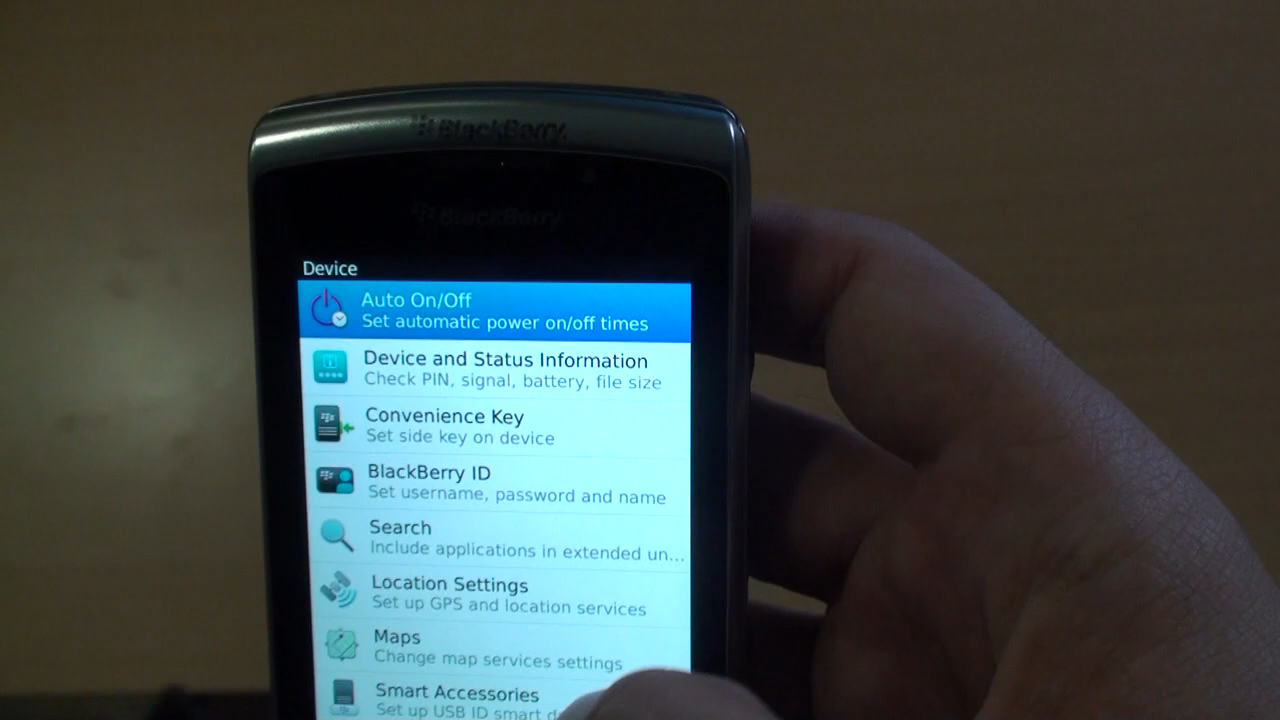 BlackBerry
BlackBerry
Device
Auto On/Off
Set automatic power on/off times
Device and Status Information
Check PIN, signal, battery, file size
Convenience Key
Set side key on device
BlackBerry ID
Set username, password and name
Search
Include applications in extended un...
Location Settings
Set up GPS and location services
Maps
Change map services settings
Smart Accessories
Set up USB ID smart